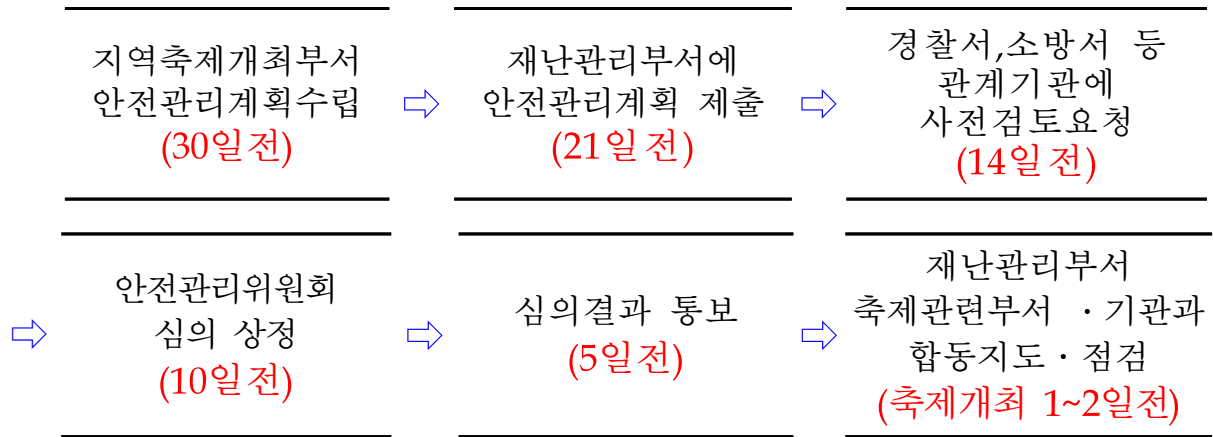 지역축제개최부서
안전관리계획수립
(30일전)
⇨
재난관리부서에
안전관리계획 제출
(21일전)
⇨
경찰서,소방서 등
관계기관에
사전검토요청
(14일전)
⇨
안전관리위원회
심의 상정
(10일전)
⇨
심의결과 통보
(5일전)
⇨
재난관리부서
축제관련부서 ·기관과
합동지도·점검
(축제개최 1~2일전)